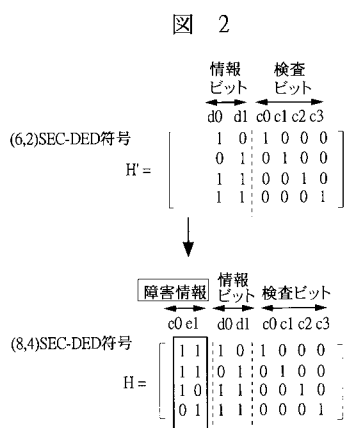 図 2
情報 検査
ビット ビット
d0 d1 c0 c1 c2 c3
(6,2)SEC-DED符号
1 0 1 0 0 0
0 1 0 1 0 0
H'=
1 1 0 0 1 0
1 1 0 0 0 1
障害情報 情報ビット 検査ビット
c0 e1 d0 d1 c0 c1 c2 c3
(8,4)SEC-DED符号
1 1 1 0 1 0 0 0
1 1 0 1 0 1 0 0
H=
1 0 1 1 0 0 1 0
0 1 1 1 0 0 0 1